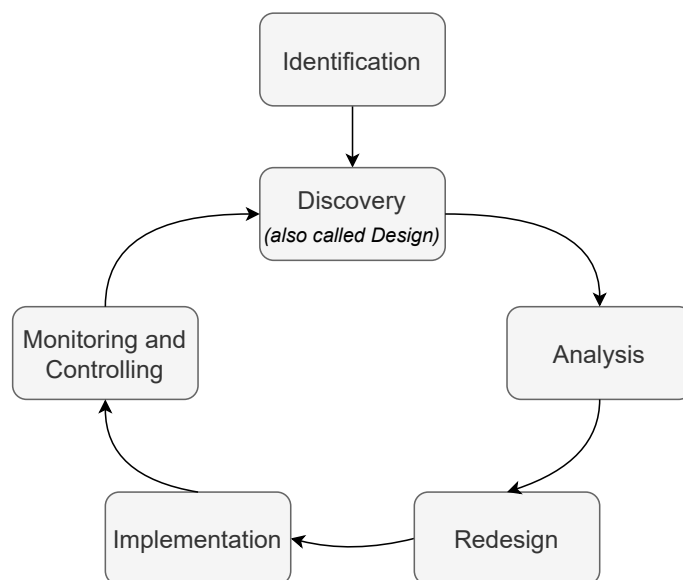 Identification
Discovery
(also called Design)
Monitoring and
Controlling
Analysis
Implementation
Redesign